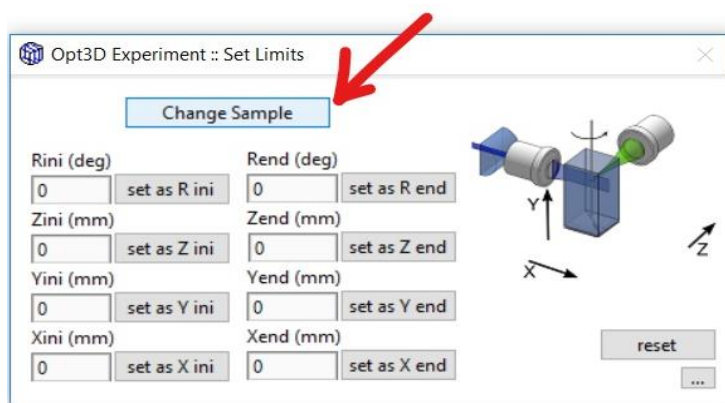 Opt3D Experiment :: Set Limits
Change Sample
Rini (deg) Rend (deg)
0 set as R ini 0 set as R end
Zini (mm) Zend (mm)
0 set as Z ini 0 set as Z end
Yini (mm) Yend (mm)
0 set as Y ini 0 set as Y end
Xini (mm) Xend (mm)
0 set as X ini 0 set as X end
Y
X
Z
reset
...